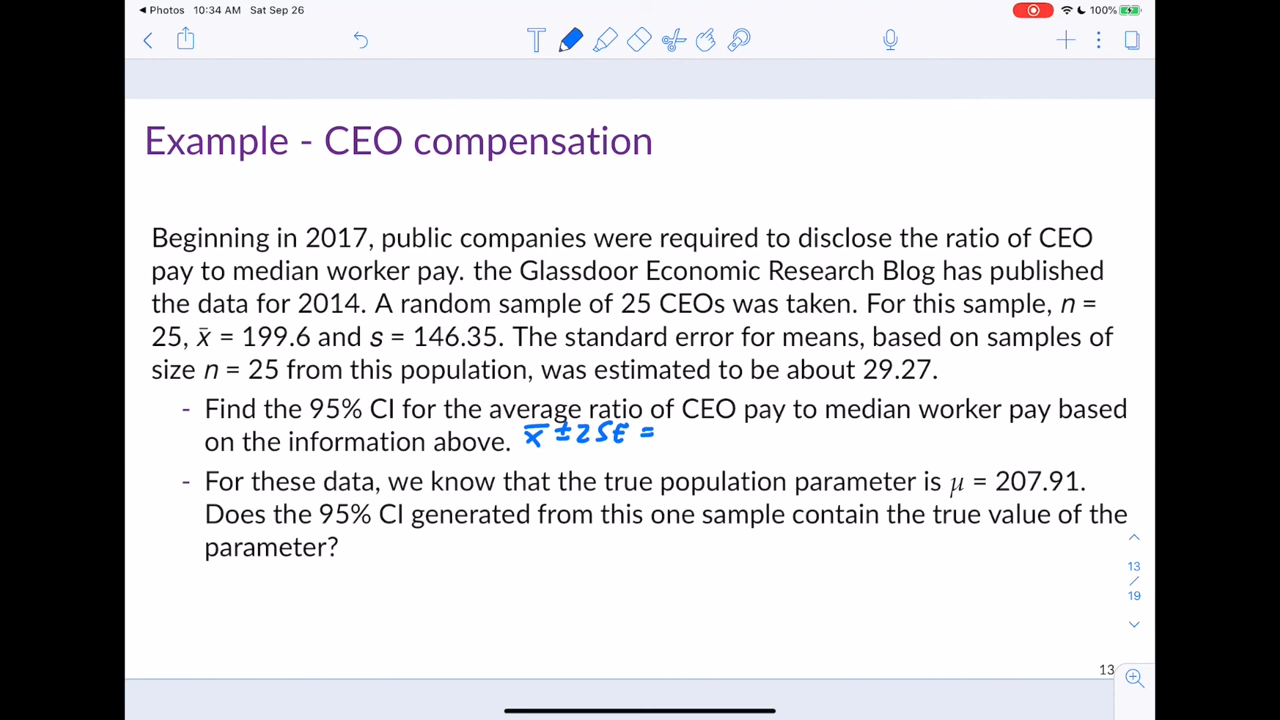 Photos 10:34 AM Sat Sep 26 100%
T
Example - CEO compensation
Beginning in 2017, public companies were required to disclose the ratio of CEO
pay to median worker pay. the Glassdoor Economic Research Blog has published
the data for 2014. A random sample of 25 CEOs was taken. For this sample, n =
25, x̄ = 199.6 and s = 146.35. The standard error for means, based on samples of
size n = 25 from this population, was estimated to be about 29.27.
- Find the 95% CI for the average ratio of CEO pay to median worker pay based
on the information above. x̄ ± 2 SE =
- For these data, we know that the true population parameter is μ = 207.91.
Does the 95% CI generated from this one sample contain the true value of the
parameter?
13
/
19
13